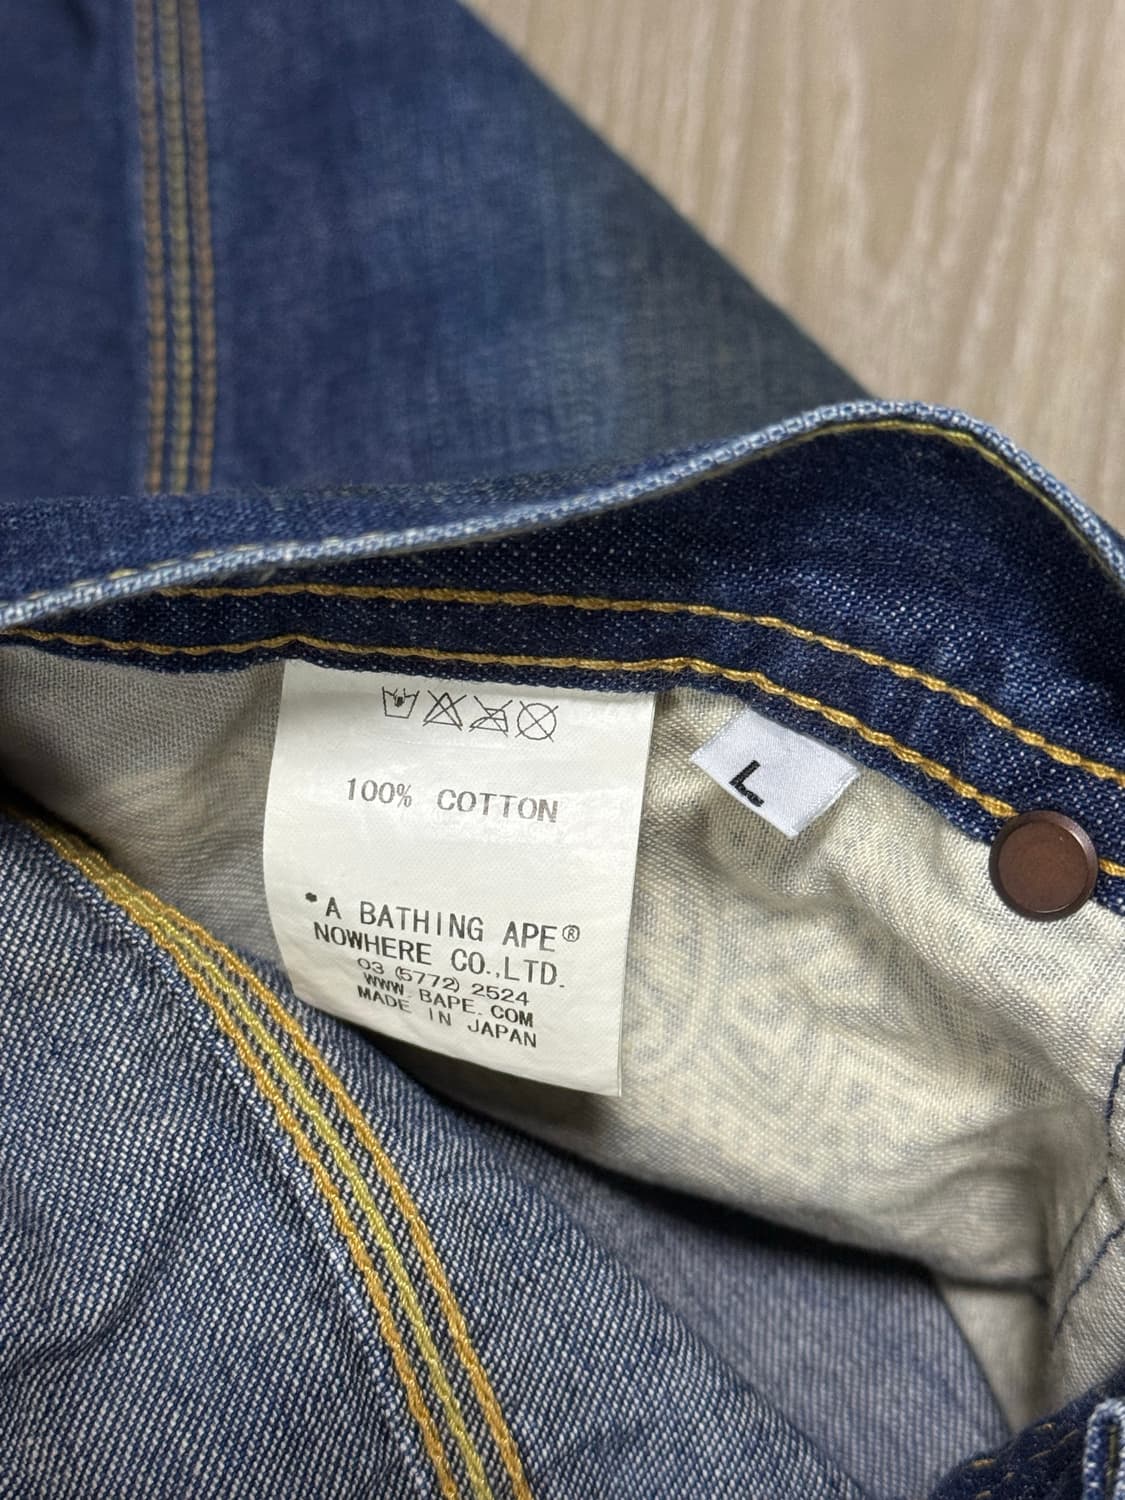 100% COTTON
L
*A BATHING APE®
NOWHERE CO.,LTD.
03 (5772) 2524
WWW.BAPE.COM
MADE IN JAPAN